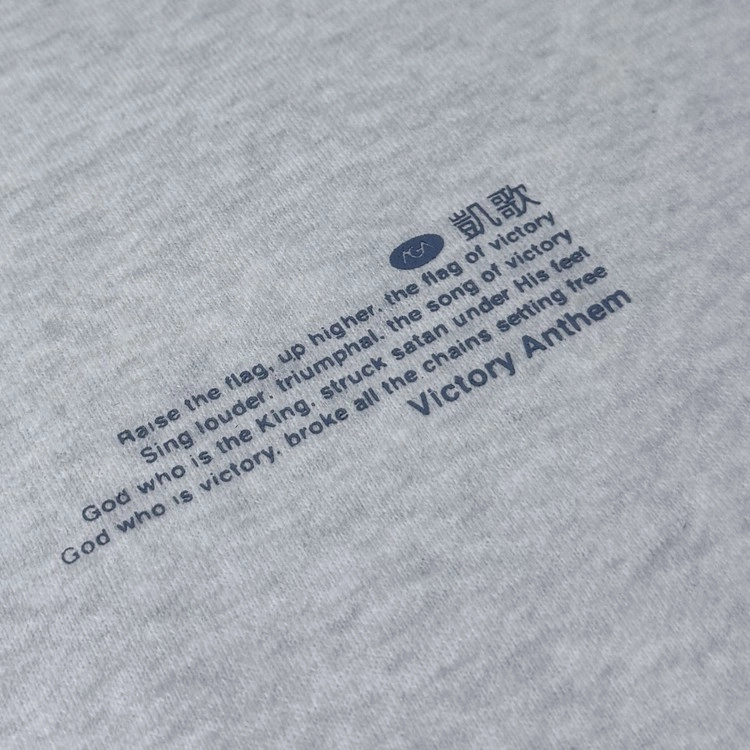 凱歌
AGA
Raise the flag, up higher, the flag of victory
Sing louder, triumphal, the song of victory
God who is the King, struck satan under His feet
God who is victory, broke all the chains setting free
Victory Anthem